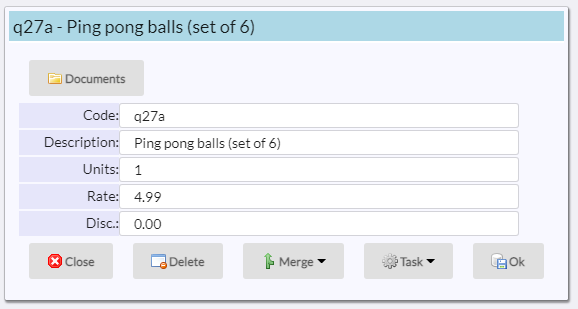 q27a - Ping pong balls (set of 6)
Documents
Code: q27a
Description: Ping pong balls (set of 6)
Units: 1
Rate: 4.99
Disc.: 0.00
Close Delete Merge Task Ok